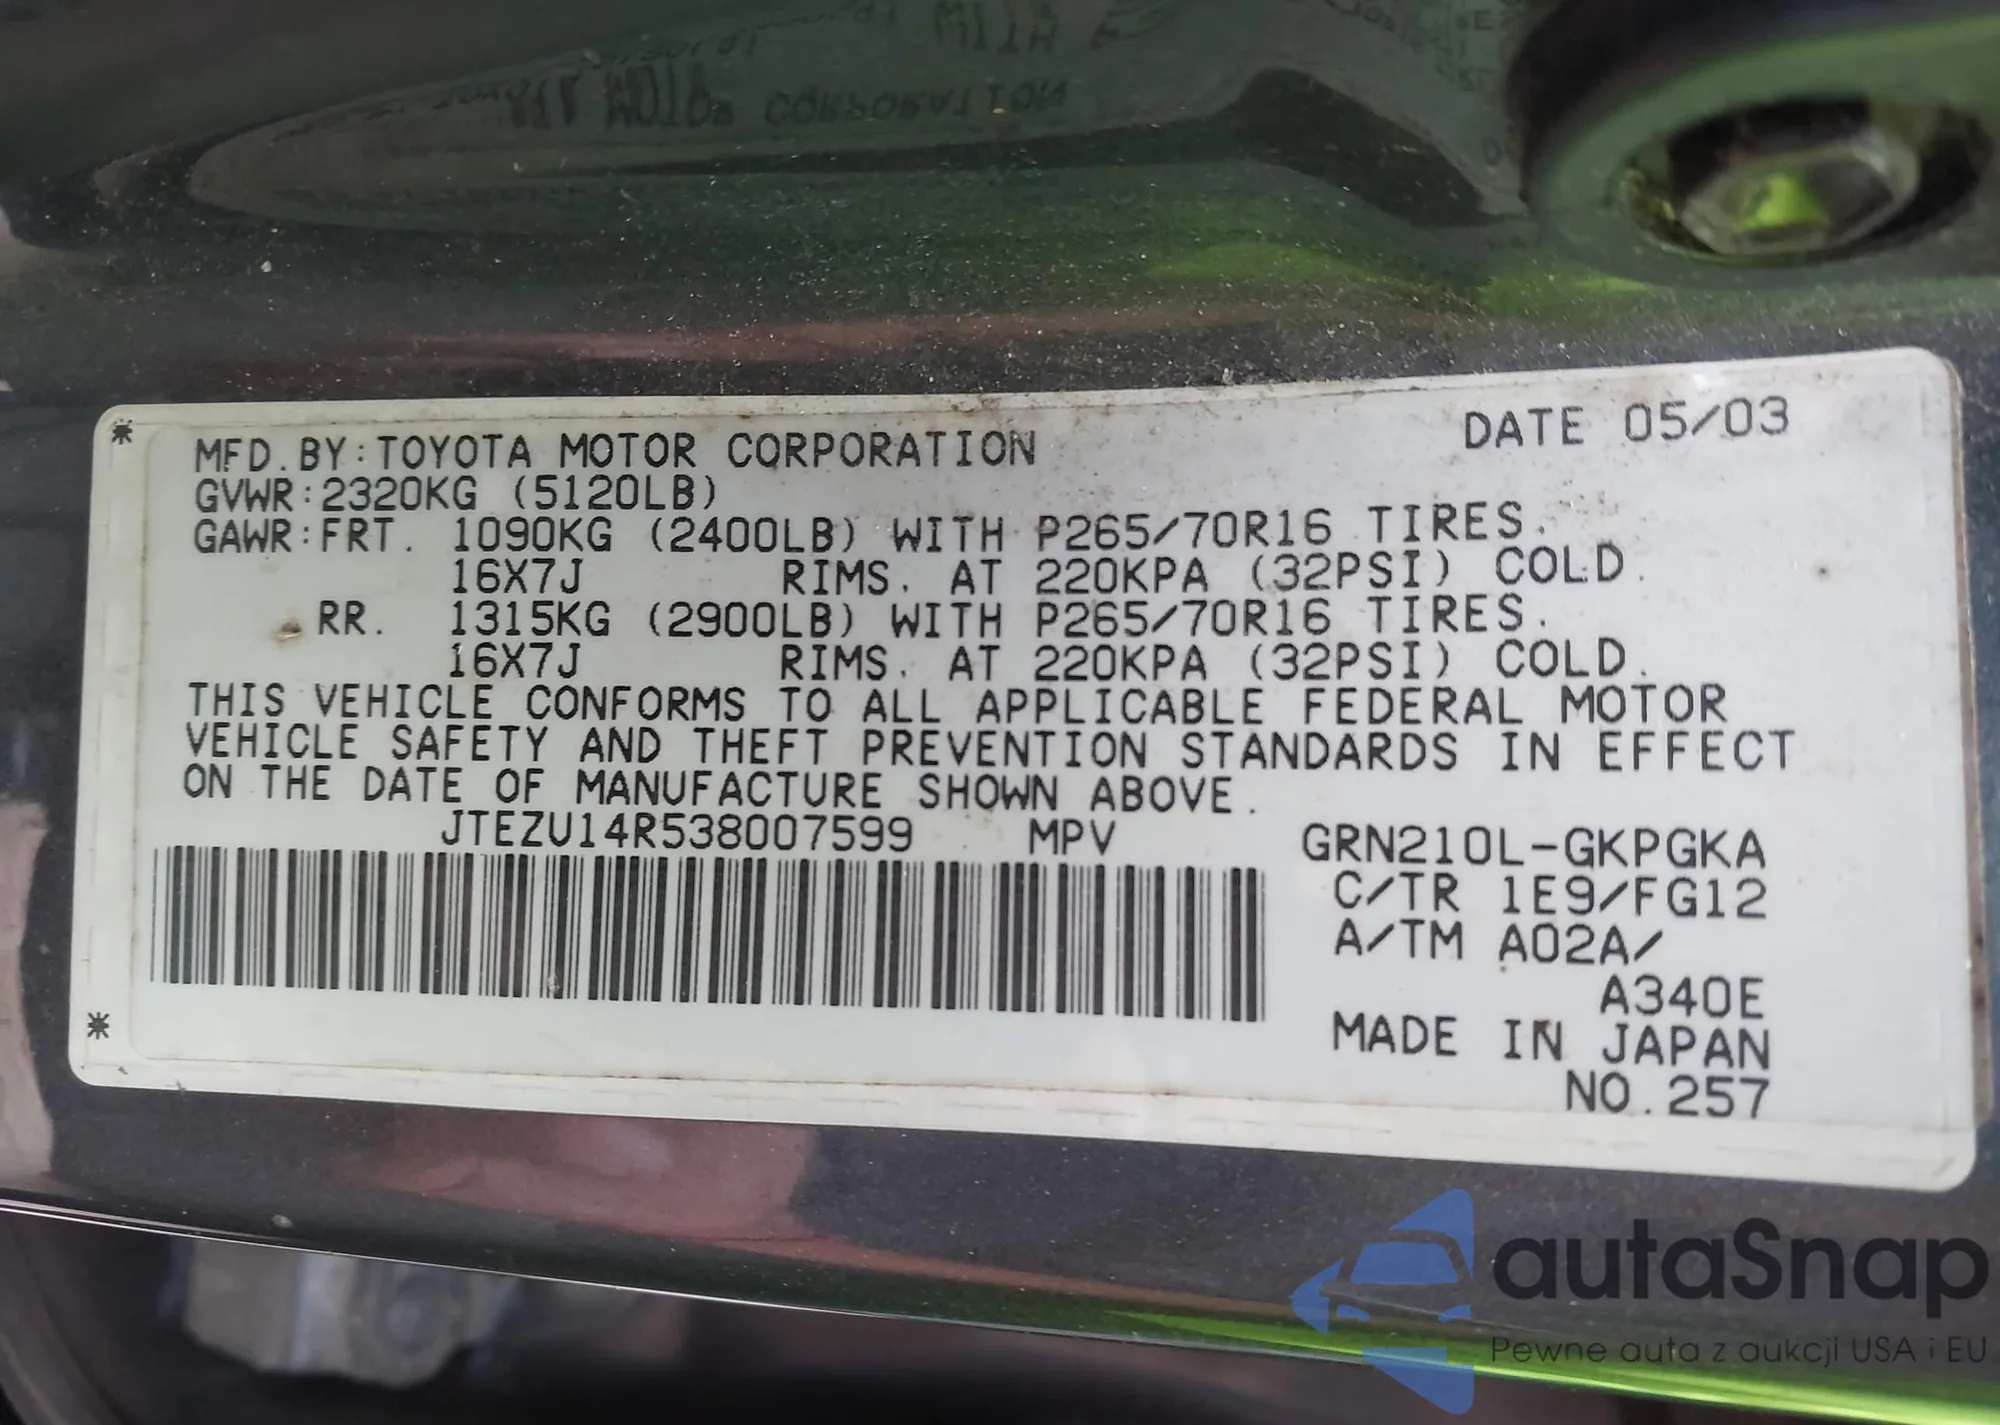 MFD.BY:TOYOTA MOTOR CORPORATION DATE 05/03
GVWR:2320KG (5120LB)
GAWR:FRT. 1090KG (2400LB) WITH P265/70R16 TIRES.
16X7J RIMS. AT 220KPA (32PSI) COLD.
RR. 1315KG (2900LB) WITH P265/70R16 TIRES.
16X7J RIMS. AT 220KPA (32PSI) COLD.
THIS VEHICLE CONFORMS TO ALL APPLICABLE FEDERAL MOTOR
VEHICLE SAFETY AND THEFT PREVENTION STANDARDS IN EFFECT
ON THE DATE OF MANUFACTURE SHOWN ABOVE.
JTEZU14R538007599 MPV GRN210L-GKPGKA
C/TR 1E9/FG12
A/TM A02A/
A340E
MADE IN JAPAN
NO.257
autaSnap
Pewne auta z aukcji USA i EU